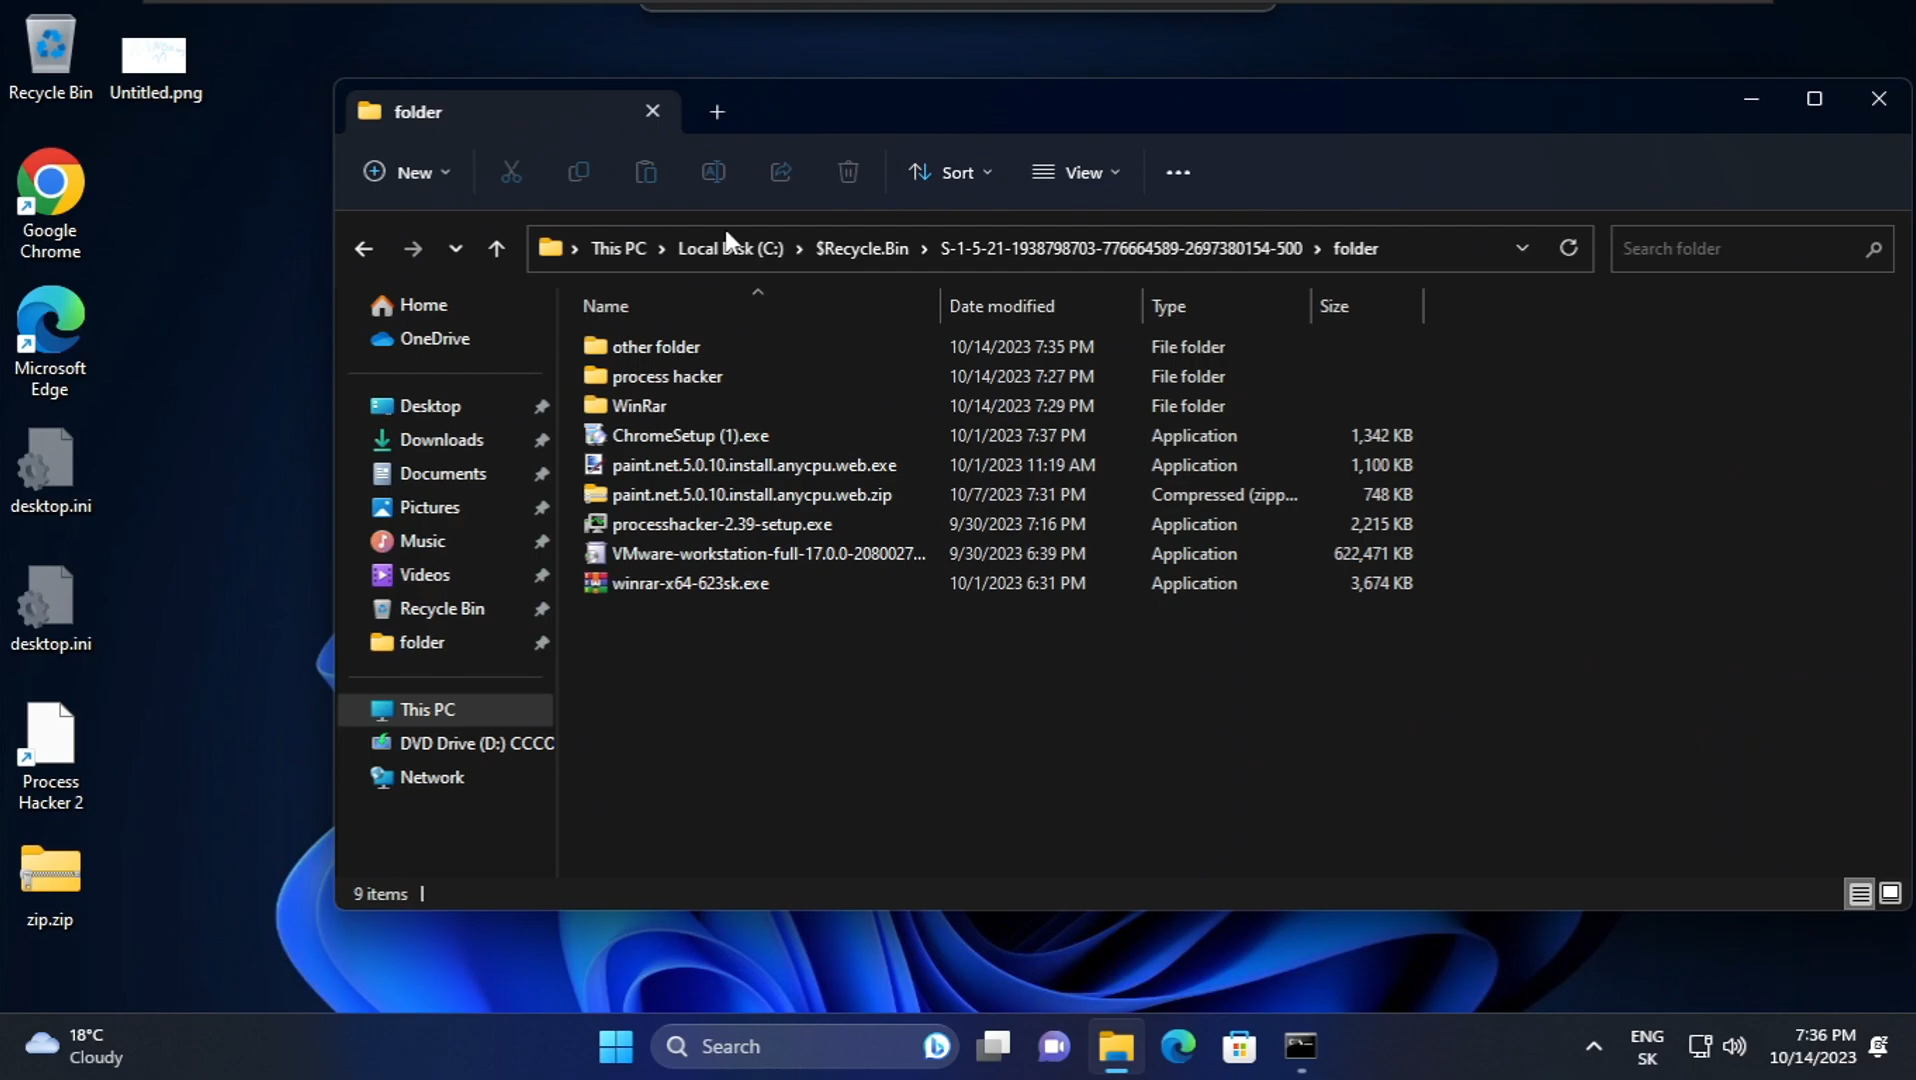 Recycle Bin
Untitled.png
Google
Chrome
Microsoft
Edge
desktop.ini
desktop.ini
Process
Hacker 2
zip.zip
folder
New
Sort
View
This PC
Local Disk (C:)
$Recycle.Bin
S-1-5-21-1938798703-776664589-2697380154-500
folder
Search folder
Home
OneDrive
Desktop
Downloads
Documents
Pictures
Music
Videos
Recycle Bin
folder
This PC
DVD Drive (D:) CCCO
Network
Name Date modified Type Size
other folder 10/14/2023 7:35 PM File folder
process hacker 10/14/2023 7:27 PM File folder
WinRar 10/14/2023 7:29 PM File folder
ChromeSetup (1).exe 10/1/2023 7:37 PM Application 1,342 KB
paint.net.5.0.10.install.anycpu.web.exe 10/1/2023 11:19 AM Application 1,100 KB
paint.net.5.0.10.install.anycpu.web.zip 10/7/2023 7:31 PM Compressed (zipp... 748 KB
processhacker-2.39-setup.exe 9/30/2023 7:16 PM Application 2,215 KB
VMware-workstation-full-17.0.0-2080027... 9/30/2023 6:39 PM Application 622,471 KB
winrar-x64-623sk.exe 10/1/2023 6:31 PM Application 3,674 KB
9 items
18°C
Cloudy
Search
ENG
SK
7:36 PM
10/14/2023